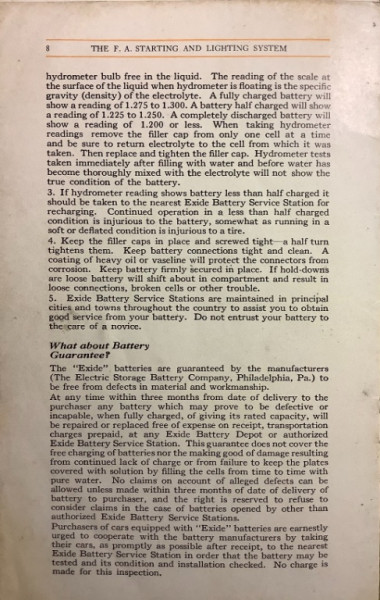 8 THE F. A. STARTING AND LIGHTING SYSTEM
hydrometer bulb free in the liquid. The reading of the scale at
the surface of the liquid when hydrometer is floating is the specific
gravity (density) of the electrolyte. A fully charged battery will
show a reading of 1.275 to 1.300. A battery half charged will show
a reading of 1.225 to 1.250. A completely discharged battery will
show a reading of 1.200 or less. When taking hydrometer
readings remove the filler cap from only one cell at a time
and be sure to return electrolyte to the cell from which it was
taken. Then replace and tighten the filler cap. Hydrometer tests
taken immediately after filling with water and before water has
become thoroughly mixed with the electrolyte will not show the
true condition of the battery.
3. If hydrometer reading shows battery less than half charged it
should be taken to the nearest Exide Battery Service Station for
recharging. Continued operation in a less than half charged
condition is injurious to the battery, somewhat as running in a
soft or deflated condition is injurious to a tire.
4. Keep the filler caps in place and screwed tight—a half turn
tightens them. Keep battery connections tight and clean. A
coating of heavy oil or vaseline will protect the connectors from
corrosion. Keep battery firmly secured in place. If hold-downs
are loose battery will shift about in compartment and result in
loose connections, broken cells or other trouble.
5. Exide Battery Service Stations are maintained in principal
cities and towns throughout the country to assist you to obtain
good service from your battery. Do not entrust your battery to
the care of a novice.
What about Battery
Guarantee?
The "Exide" batteries are guaranteed by the manufacturers
(The Electric Storage Battery Company, Philadelphia, Pa.) to
be free from defects in material and workmanship.
At any time within three months from date of delivery to the
purchaser any battery which may prove to be defective or
incapable, when fully charged, of giving its rated capacity, will
be repaired or replaced free of expense on receipt, transportation
charges prepaid, at any Exide Battery Depot or authorized
Exide Battery Service Station. This guarantee does not cover the
free charging of batteries nor the making good of damage resulting
from continued lack of charge or from failure to keep the plates
covered with solution by filling the cells from time to time with
pure water. No claims on account of alleged defects can be
allowed unless made within three months of date of delivery of
battery to purchaser, and the right is reserved to refuse to
consider claims in the case of batteries opened by other than
authorized Exide Battery Service Stations.
Purchasers of cars equipped with "Exide" batteries are earnestly
urged to cooperate with the battery manufacturers by taking
their cars, as promptly as possible after receipt, to the nearest
Exide Battery Service Station in order that the battery may be
tested and its condition and installation checked. No charge is
made for this inspection.